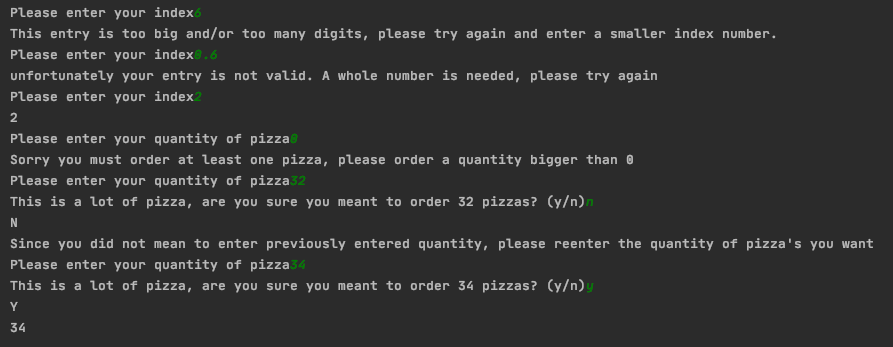 Please enter your index6
This entry is too big and/or too many digits, please try again and enter a smaller index number.
Please enter your index0.6
unfortunately your entry is not valid. A whole number is needed, please try again
Please enter your index2
2
Please enter your quantity of pizza0
Sorry you must order at least one pizza, please order a quantity bigger than 0
Please enter your quantity of pizza32
This is a lot of pizza, are you sure you meant to order 32 pizzas? (y/n)n
N
Since you did not mean to enter previously entered quantity, please reenter the quantity of pizza's you want
Please enter your quantity of pizza34
This is a lot of pizza, are you sure you meant to order 34 pizzas? (y/n)y
Y
34